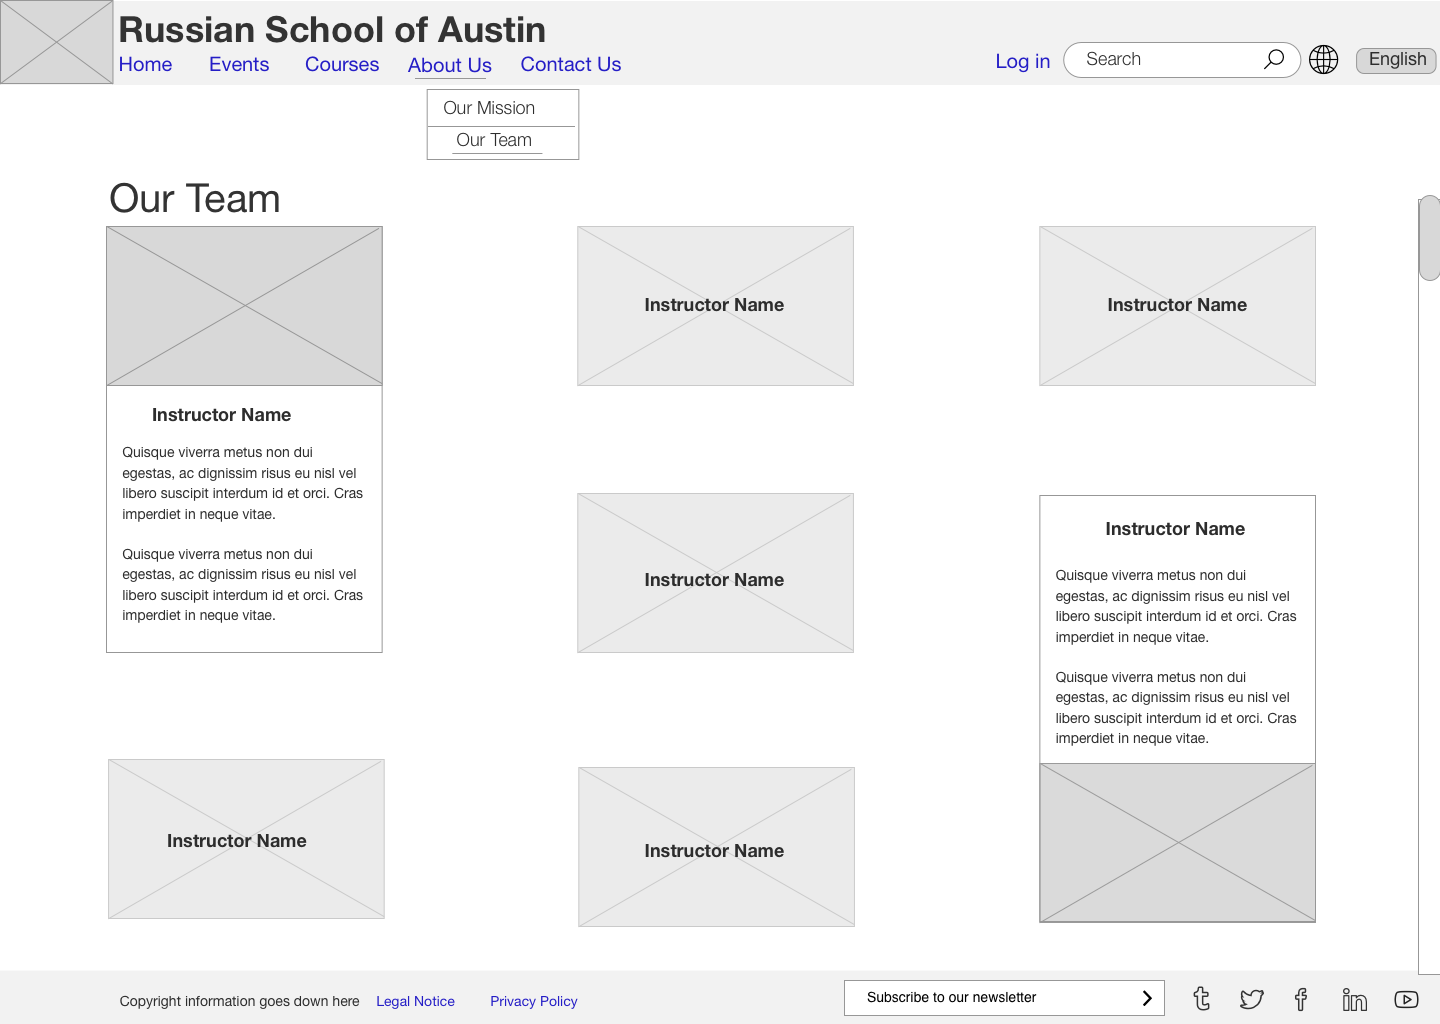 Russian School of Austin
Home Events Courses About Us Contact Us
Log in Search English
Our Mission
Our Team
Our Team
Instructor Name
Quisque viverra metus non dui
egestas, ac dignissim risus eu nisl vel
libero suscipit interdum id et orci. Cras
imperdiet in neque vitae.
Quisque viverra metus non dui
egestas, ac dignissim risus eu nisl vel
libero suscipit interdum id et orci. Cras
imperdiet in neque vitae.
Instructor Name
Instructor Name
Instructor Name
Instructor Name
Quisque viverra metus non dui
egestas, ac dignissim risus eu nisl vel
libero suscipit interdum id et orci. Cras
imperdiet in neque vitae.
Quisque viverra metus non dui
egestas, ac dignissim risus eu nisl vel
libero suscipit interdum id et orci. Cras
imperdiet in neque vitae.
Instructor Name
Instructor Name
Copyright information goes down here Legal Notice Privacy Policy
Subscribe to our newsletter